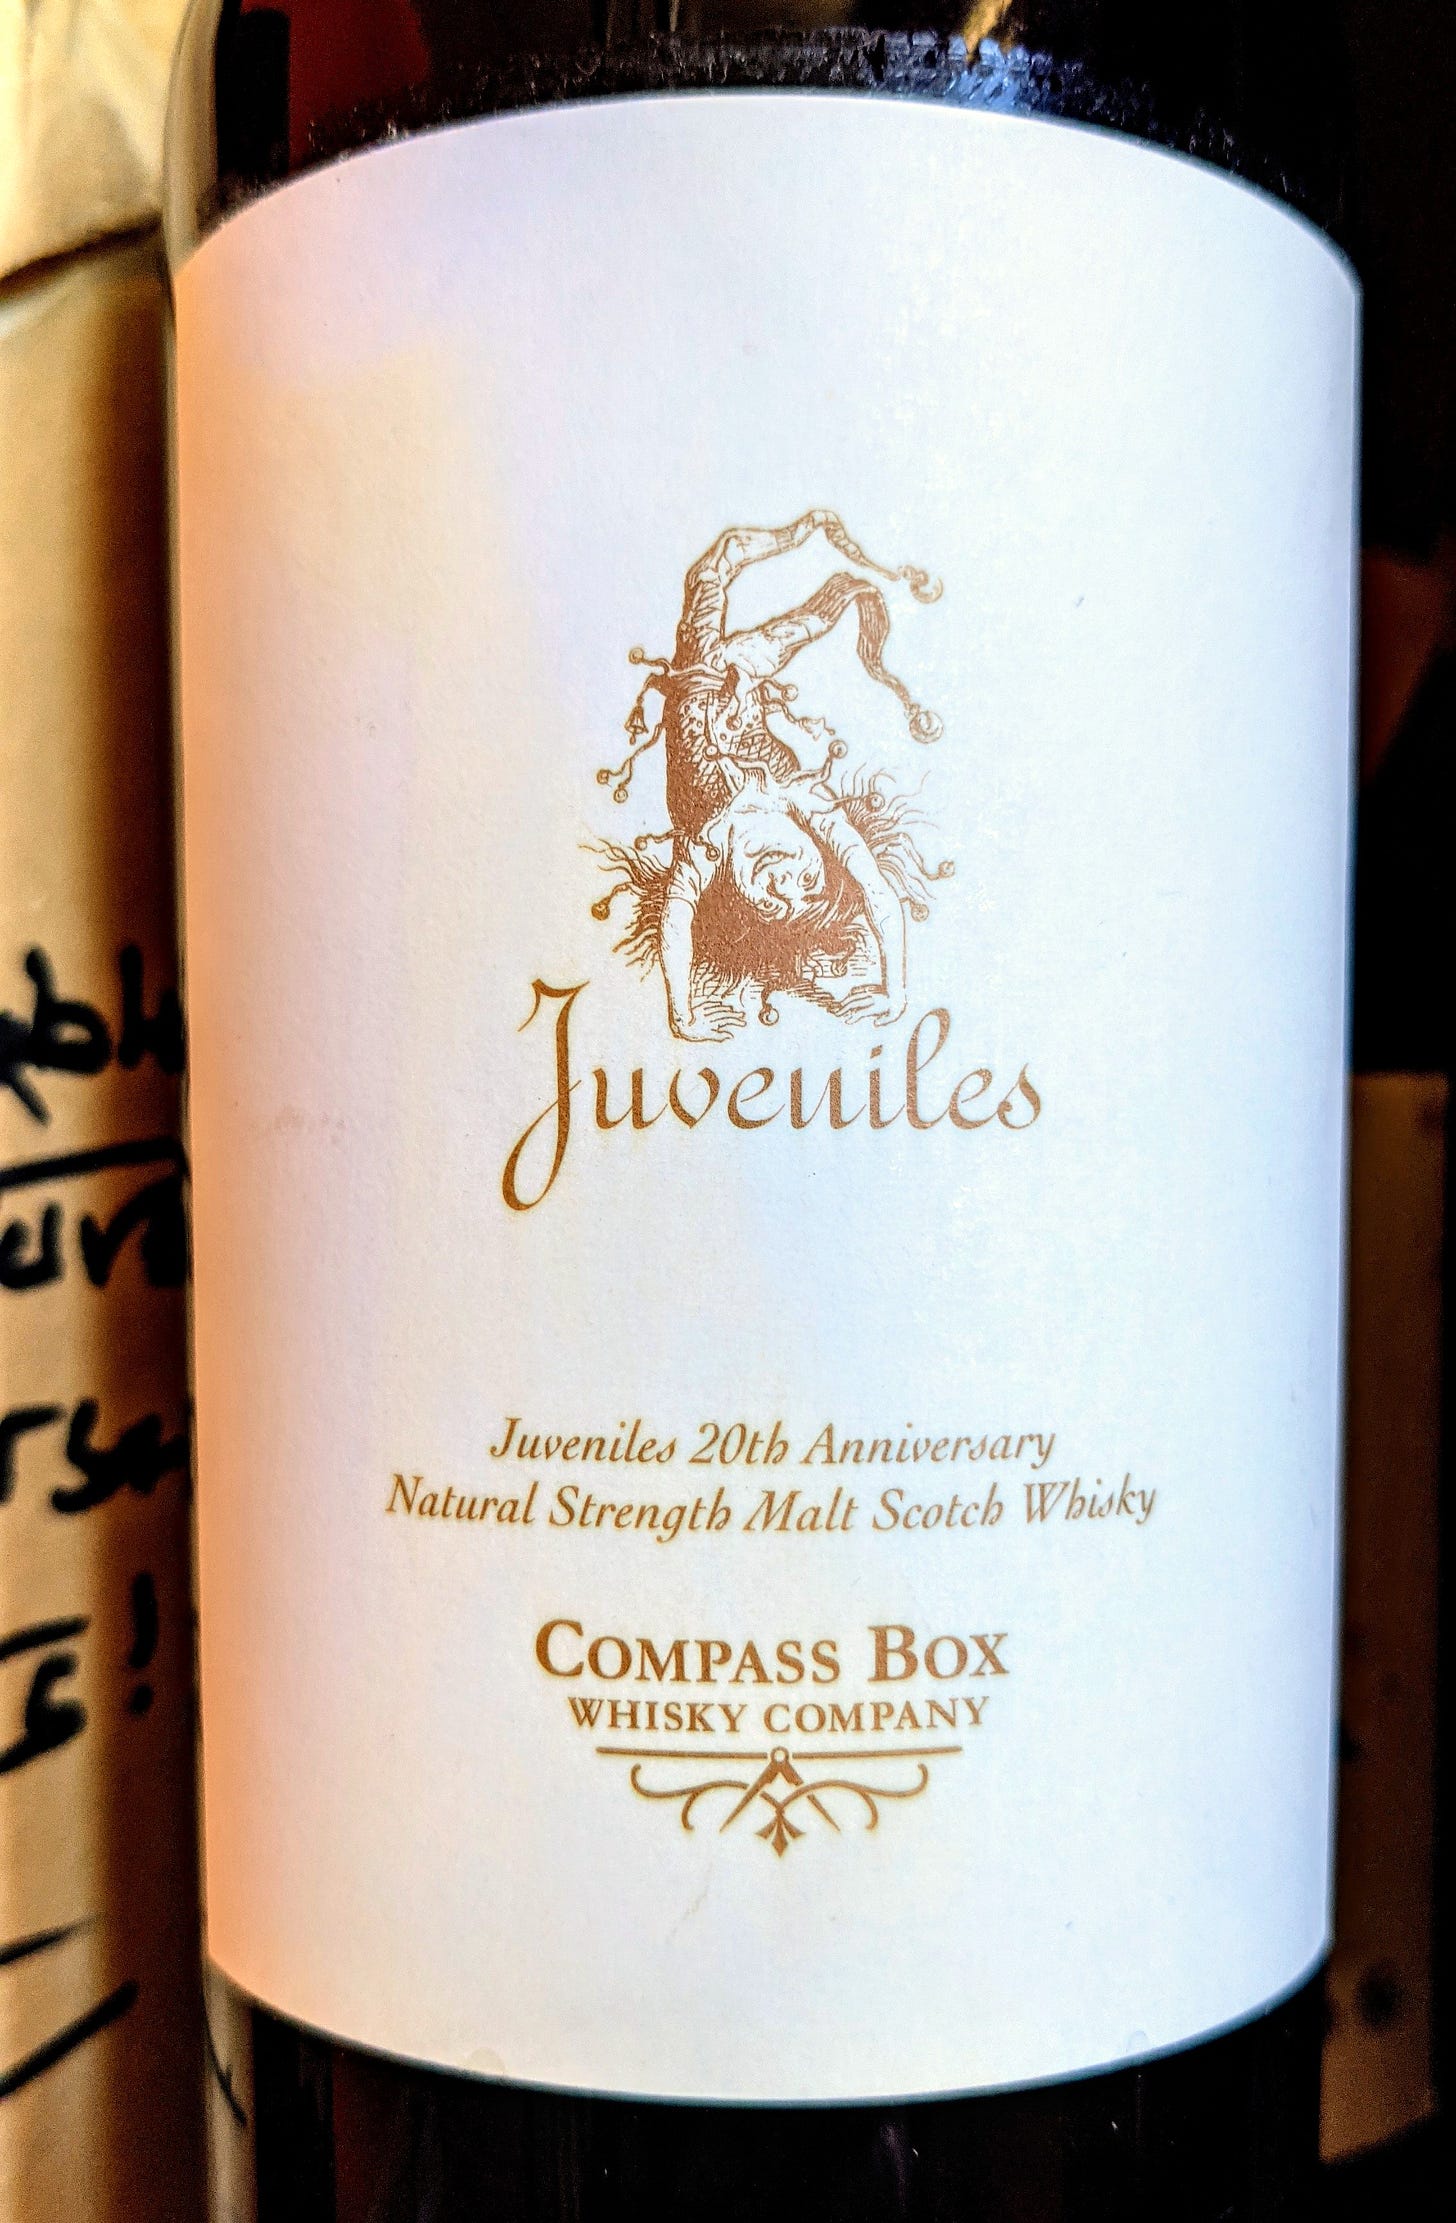 Juveniles
Juveniles 20th Anniversary
Natural Strength Malt Scotch Whisky
COMPASS BOX
WHISKY COMPANY